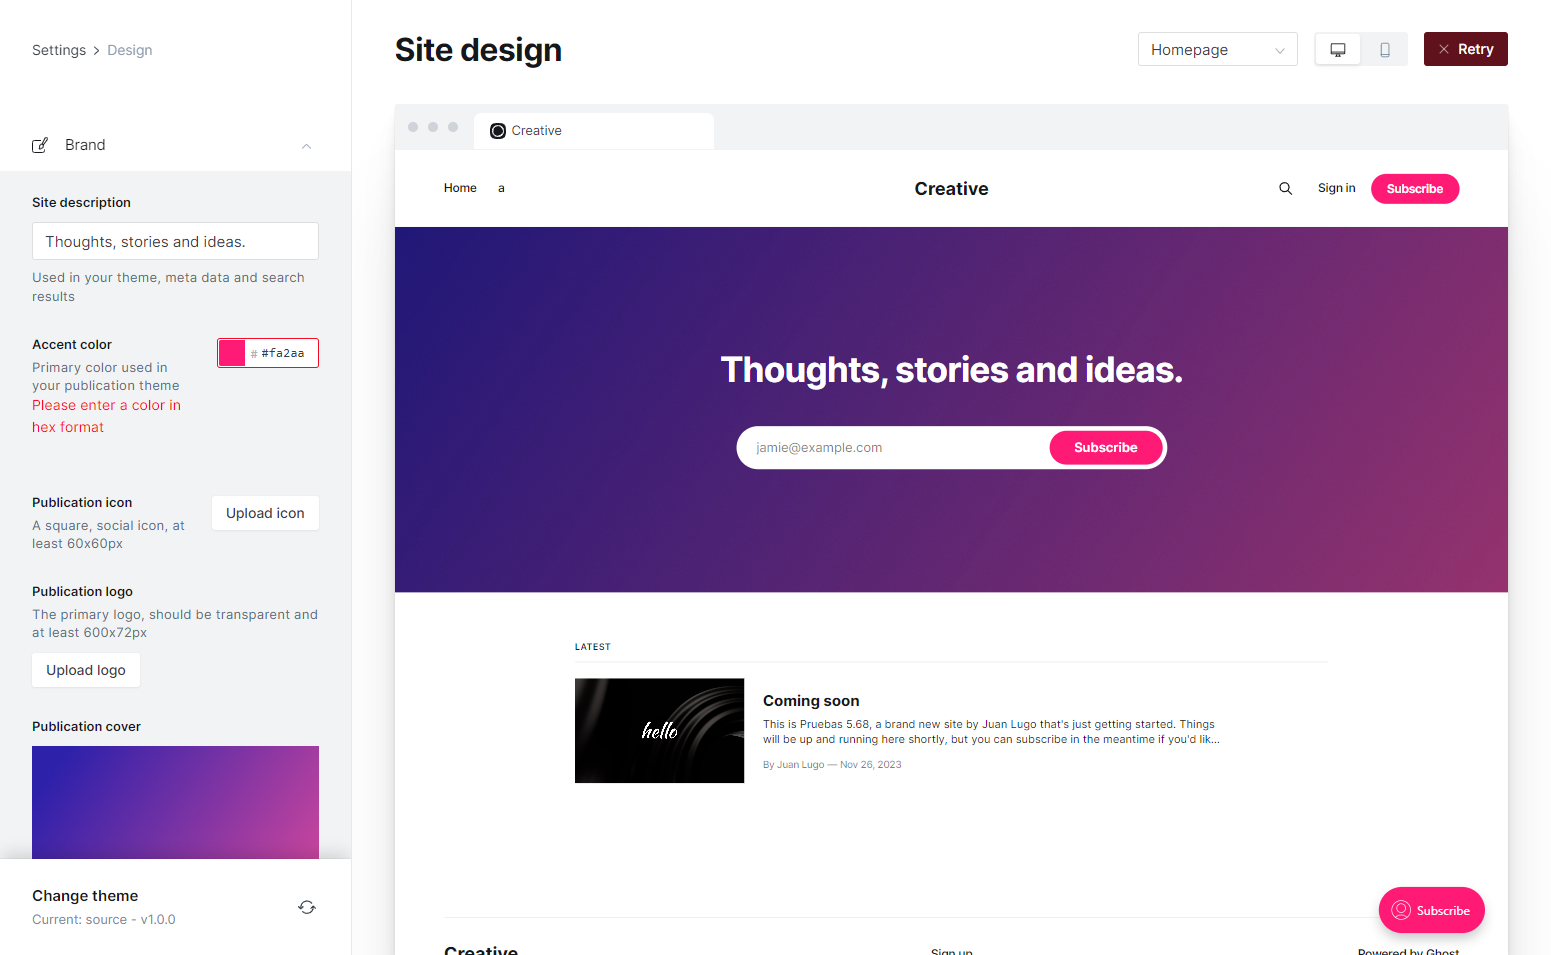 Settings > Design
Site design
Homepage
Retry
Brand
Creative
Home a
Creative
Sign in
Subscribe
Site description
Thoughts, stories and ideas.
Used in your theme, meta data and search
results
Accent color
# #fa2aa
Primary color used in
your publication theme
Please enter a color in
hex format
Publication icon
Upload icon
A square, social icon, at
least 60x60px
Publication logo
The primary logo, should be transparent and
at least 600x72px
Upload logo
Publication cover
Change theme
Current: source - v1.0.0
Thoughts, stories and ideas.
jamie@example.com
Subscribe
LATEST
hello
Coming soon
This is Pruebas 5.68, a brand new site by Juan Lugo that's just getting started. Things
will be up and running here shortly, but you can subscribe in the meantime if you'd lik...
By Juan Lugo — Nov 26, 2023
Subscribe
Creative
Sign up
Powered by Ghost